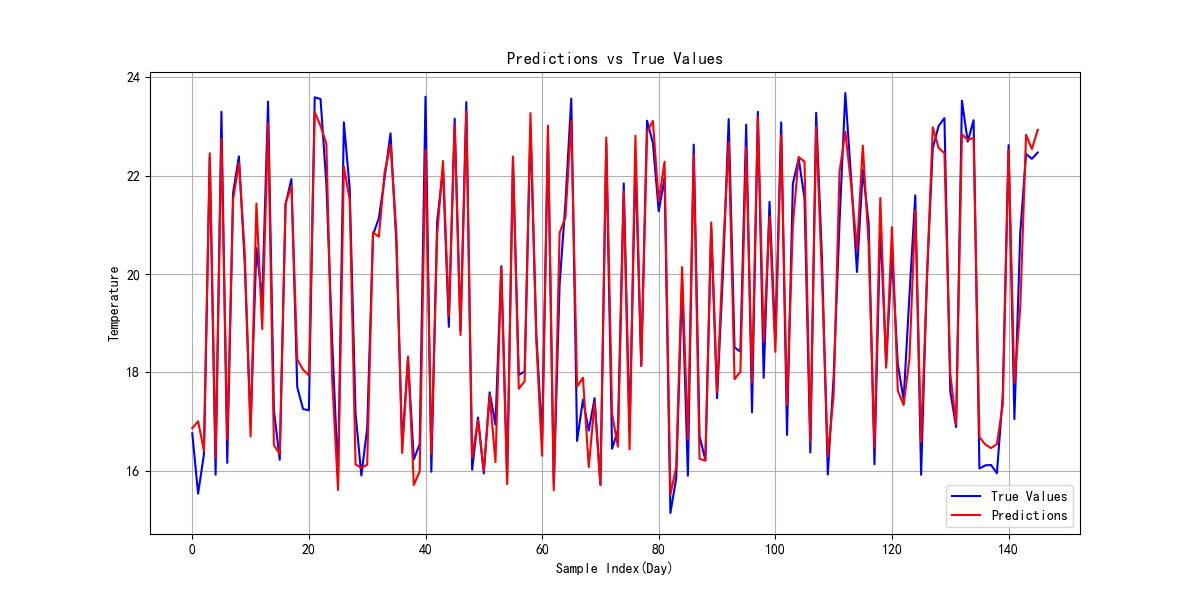 Predictions vs True Values
Temperature
24
22
20
18
16
0 20 40 60 80 100 120 140
Sample Index(Day)
True Values
Predictions